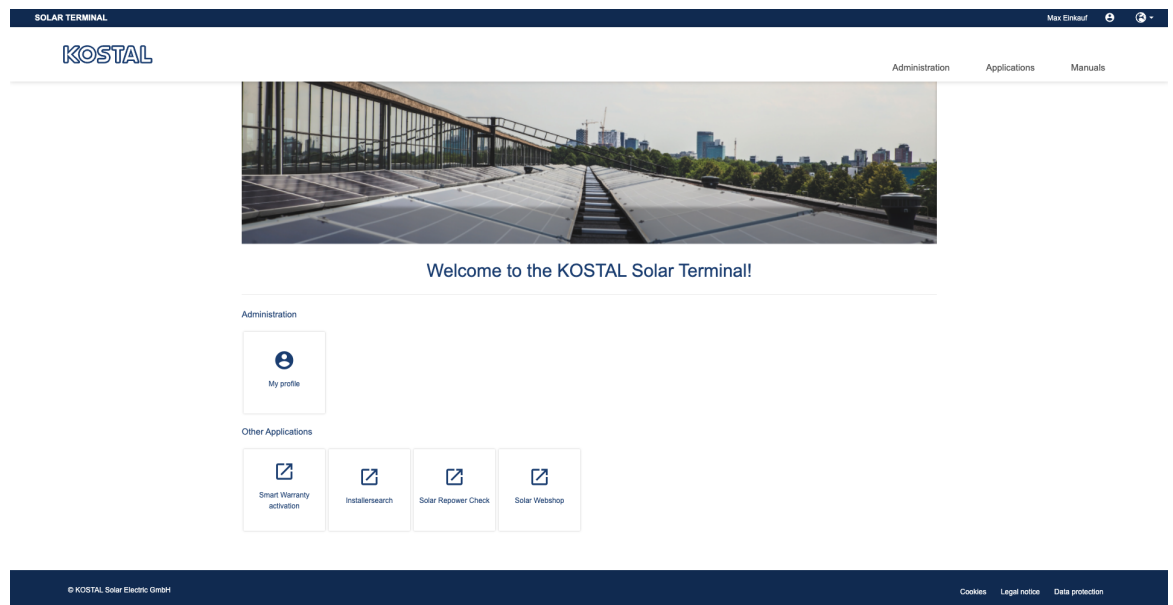 SOLAR TERMINAL
Max Einkauf
KOSTAL
Administration Applications Manuals
Welcome to the KOSTAL Solar Terminal!
Administration
My profile
Other Applications
Smart Warranty
activation
Installersearch
Solar Repower Check
Solar Webshop
© KOSTAL Solar Electric GmbH
Cookies Legal notice Data protection